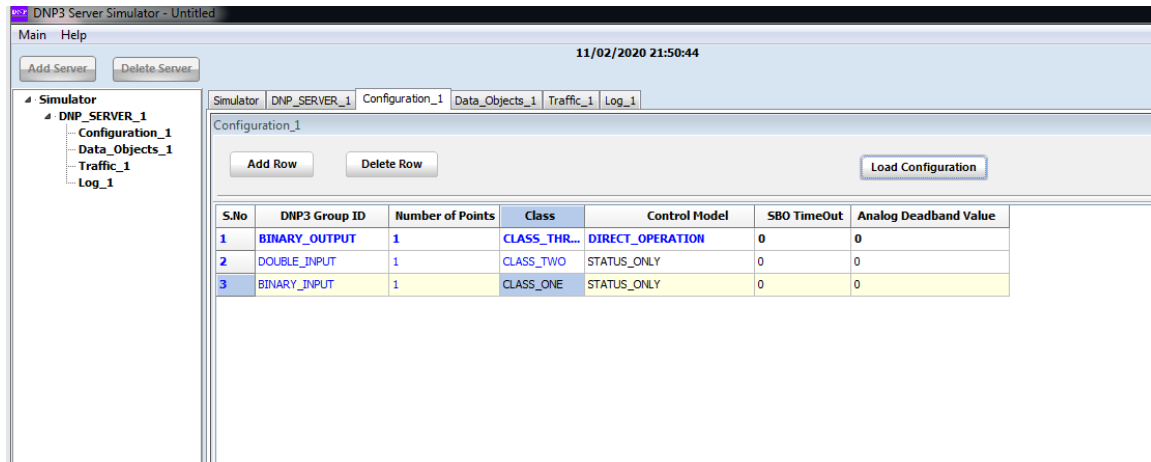 DNP DNP3 Server Simulator - Untitled
Main Help
11/02/2020 21:50:44
Add Server Delete Server
Simulator
DNP_SERVER_1
Configuration_1
Data_Objects_1
Traffic_1
Log_1
Simulator DNP_SERVER_1 Configuration_1 Data_Objects_1 Traffic_1 Log_1
Configuration_1
Add Row Delete Row Load Configuration
S.No DNP3 Group ID Number of Points Class Control Model SBO TimeOut Analog Deadband Value
1 BINARY_OUTPUT 1 CLASS_THR... DIRECT_OPERATION 0 0
2 DOUBLE_INPUT 1 CLASS_TWO STATUS_ONLY 0 0
3 BINARY_INPUT 1 CLASS_ONE STATUS_ONLY 0 0